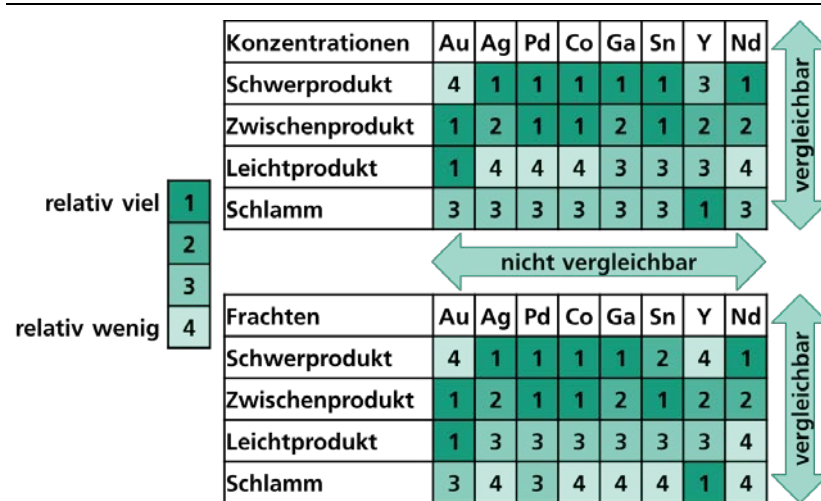 Konzentrationen Au Ag Pd Co Ga Sn Y Nd
Schwerprodukt 4 1 1 1 1 1 3 1
Zwischenprodukt 1 2 1 1 2 1 2 2
Leichtprodukt 1 4 4 4 3 3 3 4
Schlamm 3 3 3 3 3 3 1 3
vergleichbar
relativ viel 1
2
3
relativ wenig 4
nicht vergleichbar
Frachten Au Ag Pd Co Ga Sn Y Nd
Schwerprodukt 4 1 1 1 1 2 4 1
Zwischenprodukt 1 2 1 1 2 1 2 2
Leichtprodukt 1 3 3 3 3 3 3 4
Schlamm 3 4 3 4 4 4 1 4
vergleichbar